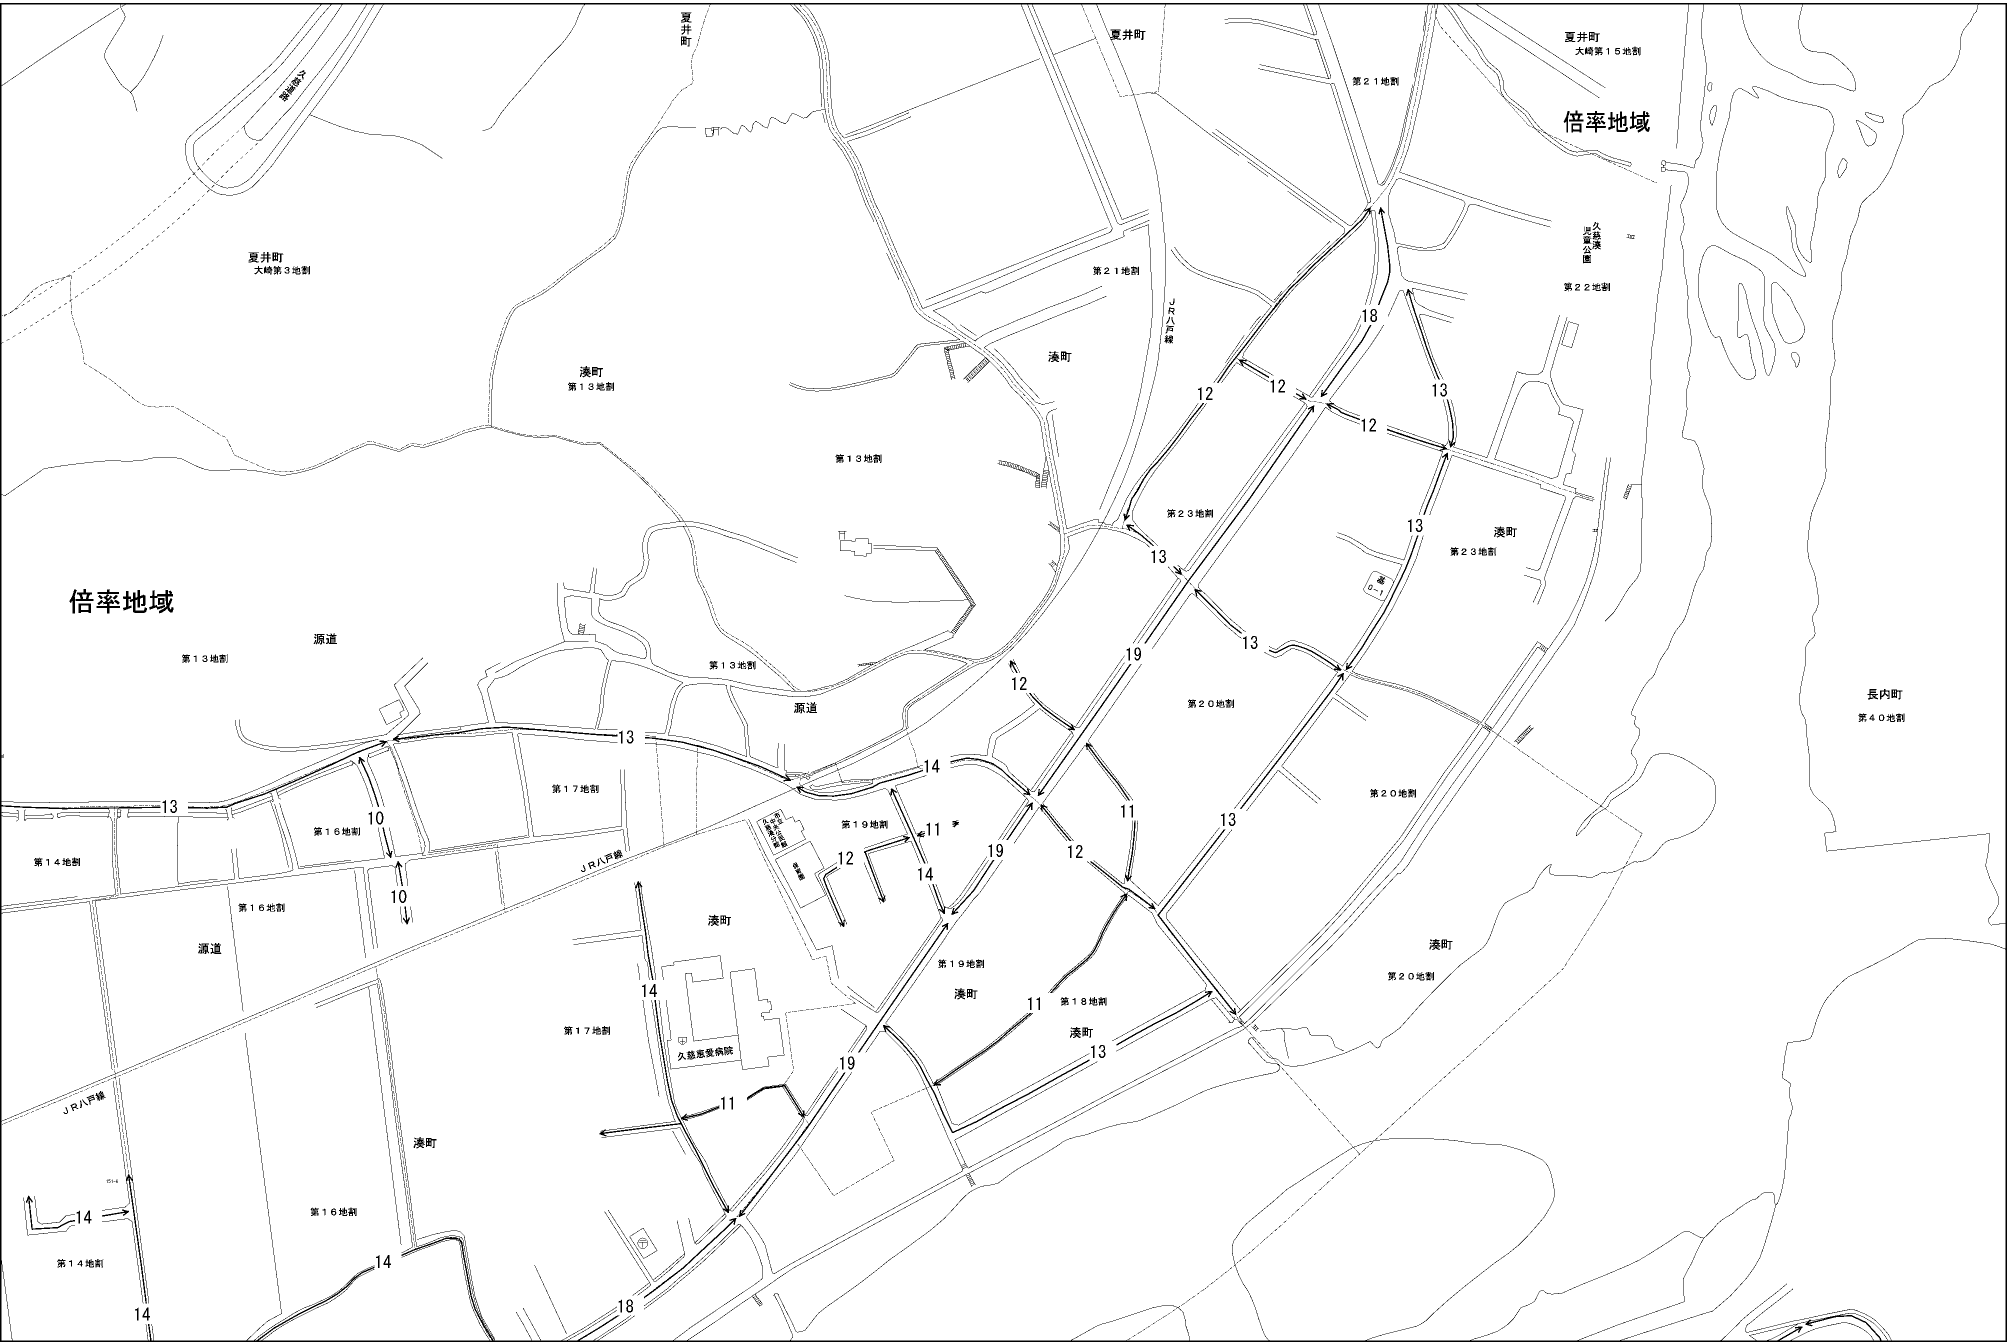 夏井町
夏井町
夏井町
大崎第１５地割
久慈道路
第２１地割
倍率地域
久慈湊
児童公園
夏井町
大崎第３地割
第２１地割
第２２地割
ＪＲ八戸線
18
湊町
湊町
第１３地割
12
12
13
12
第１３地割
第２３地割
13
湊町
第２３地割
13
基
0-1
倍率地域
源道
第１３地割
第１３地割
13
19
12
長内町
第４０地割
源道
第２０地割
13
14
13
10
第１７地割
第２０地割
11
13
第１６地割
第１９地割
11
12
19
12
14
第１４地割
ＪＲ八戸線
保育園
10
第１６地割
湊町
源道
湊町
第２０地割
第１９地割
湊町
14
11
第１８地割
湊町
第１７地割
久慈恵愛病院
13
19
11
ＪＲ八戸線
湊町
151-6
14
第１６地割
第１４地割
14
14
18